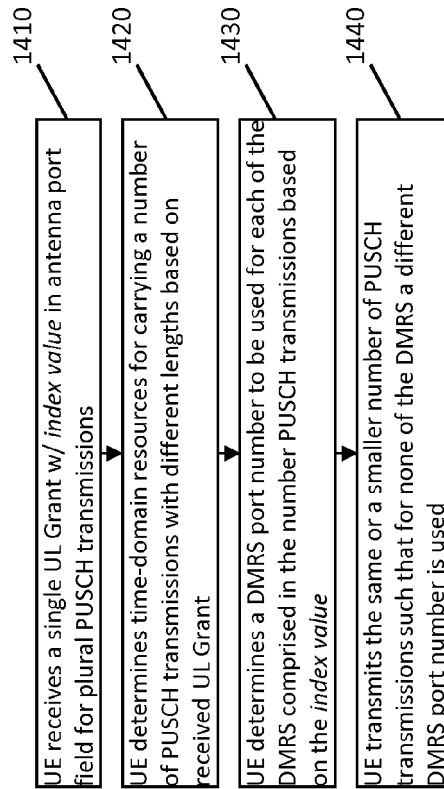 1410
UE receives a single UL Grant w/ index value in antenna port
field for plural PUSCH transmissions
1420
UE determines time-domain resources for carrying a number
of PUSCH transmissions with different lengths based on
received UL Grant
1430
UE determines a DMRS port number to be used for each of the
DMRS comprised in the number PUSCH transmissions based
on the index value
1440
UE transmits the same or a smaller number of PUSCH
transmissions such that for none of the DMRS a different
DMRS port number is used